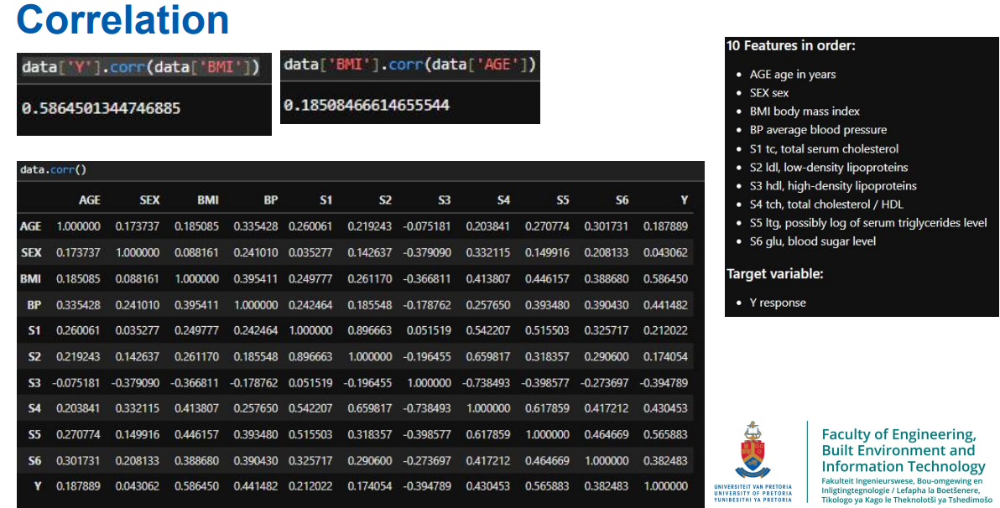 Correlation
data['Y'].corr(data['BMI'])
0.5864501344746885
data['BMI'].corr(data['AGE'])
0.18508466614655544
data.corr()
AGE SEX BMI BP S1 S2 S3 S4 S5 S6 Y
AGE 1.000000 0.173737 0.185085 0.335428 0.260061 0.219243 -0.075181 0.203841 0.270774 0.301731 0.187889
SEX 0.173737 1.000000 0.088161 0.241010 0.035277 0.142637 -0.379090 0.332115 0.149916 0.208133 0.043062
BMI 0.185085 0.088161 1.000000 0.395411 0.249777 0.261170 -0.366811 0.413807 0.446157 0.388680 0.586450
BP 0.335428 0.241010 0.395411 1.000000 0.242464 0.185548 -0.178762 0.257650 0.393480 0.390430 0.441482
S1 0.260061 0.035277 0.249777 0.242464 1.000000 0.896663 0.051519 0.542207 0.515503 0.325717 0.212022
S2 0.219243 0.142637 0.261170 0.185548 0.896663 1.000000 -0.196455 0.659817 0.318357 0.290600 0.174054
S3 -0.075181 -0.379090 -0.366811 -0.178762 0.051519 -0.196455 1.000000 -0.738493 -0.398577 -0.273697 -0.394789
S4 0.203841 0.332115 0.413807 0.257650 0.542207 0.659817 -0.738493 1.000000 0.617859 0.417212 0.430453
S5 0.270774 0.149916 0.446157 0.393480 0.515503 0.318357 -0.398577 0.617859 1.000000 0.464669 0.565883
S6 0.301731 0.208133 0.388680 0.390430 0.325717 0.290600 -0.273697 0.417212 0.464669 1.000000 0.382483
Y 0.187889 0.043062 0.586450 0.441482 0.212022 0.174054 -0.394789 0.430453 0.565883 0.382483 1.000000
10 Features in order:
• AGE age in years
• SEX sex
• BMI body mass index
• BP average blood pressure
• S1 tc, total serum cholesterol
• S2 ldl, low-density lipoproteins
• S3 hdl, high-density lipoproteins
• S4 tch, total cholesterol / HDL
• S5 ltg, possibly log of serum triglycerides level
• S6 glu, blood sugar level
Target variable:
• Y response
UNIVERSITEIT VAN PRETORIA
UNIVERSITY OF PRETORIA
YUNIBESITHI YA PRETORIA
Faculty of Engineering,
Built Environment and
Information Technology
Fakulteit Ingenieurswese, Bou-omgewing en
Inligtingtegnologie / Lefapha la Boetšenere,
Tikologo ya Kago le Theknolotši ya Tshedimošo